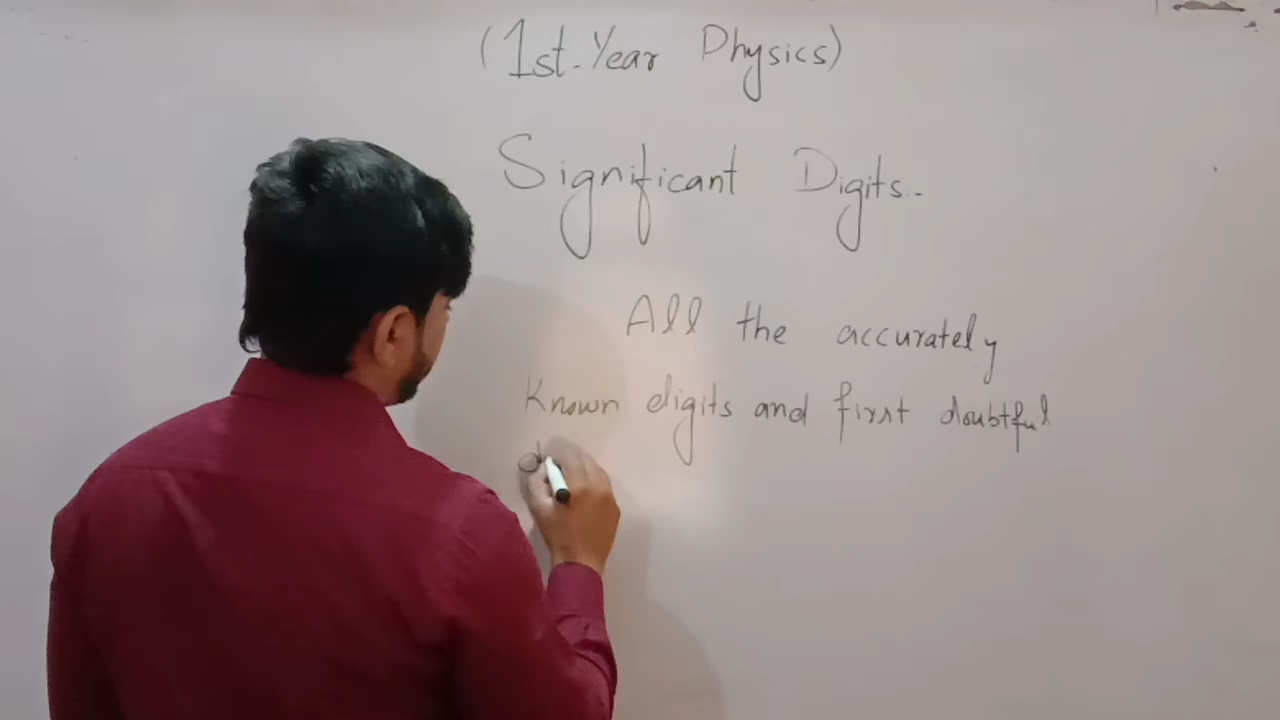 (1st-Year Physics)
Significant Digits-
All the accurately
Known digits and first doubtful
d